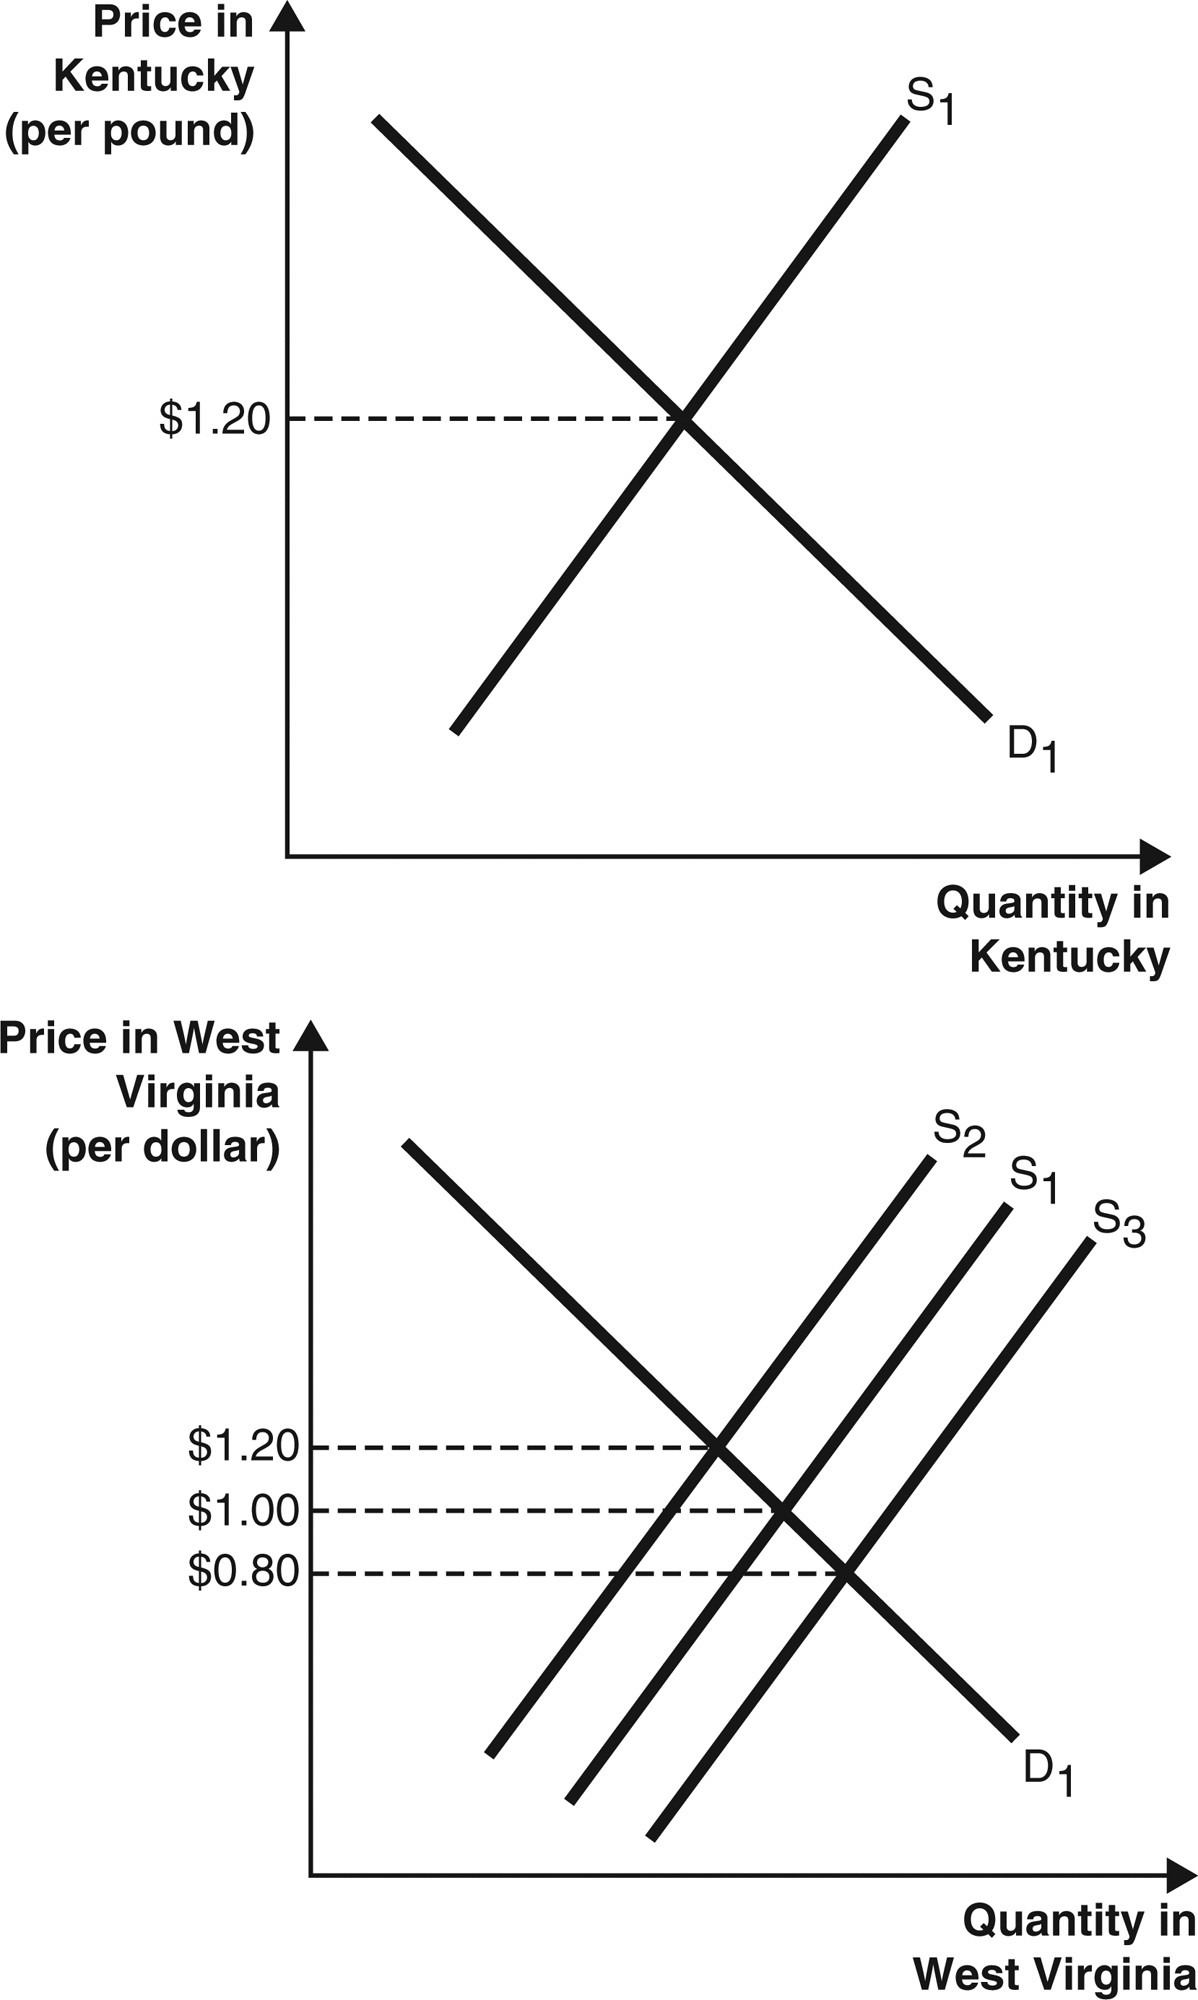 Price in
Kentucky
(per pound)
S1
$1.20
D1
Quantity in
Kentucky
Price in West
Virginia
(per dollar)
S2
S1
S3
$1.20
$1.00
$0.80
D1
Quantity in
West Virginia